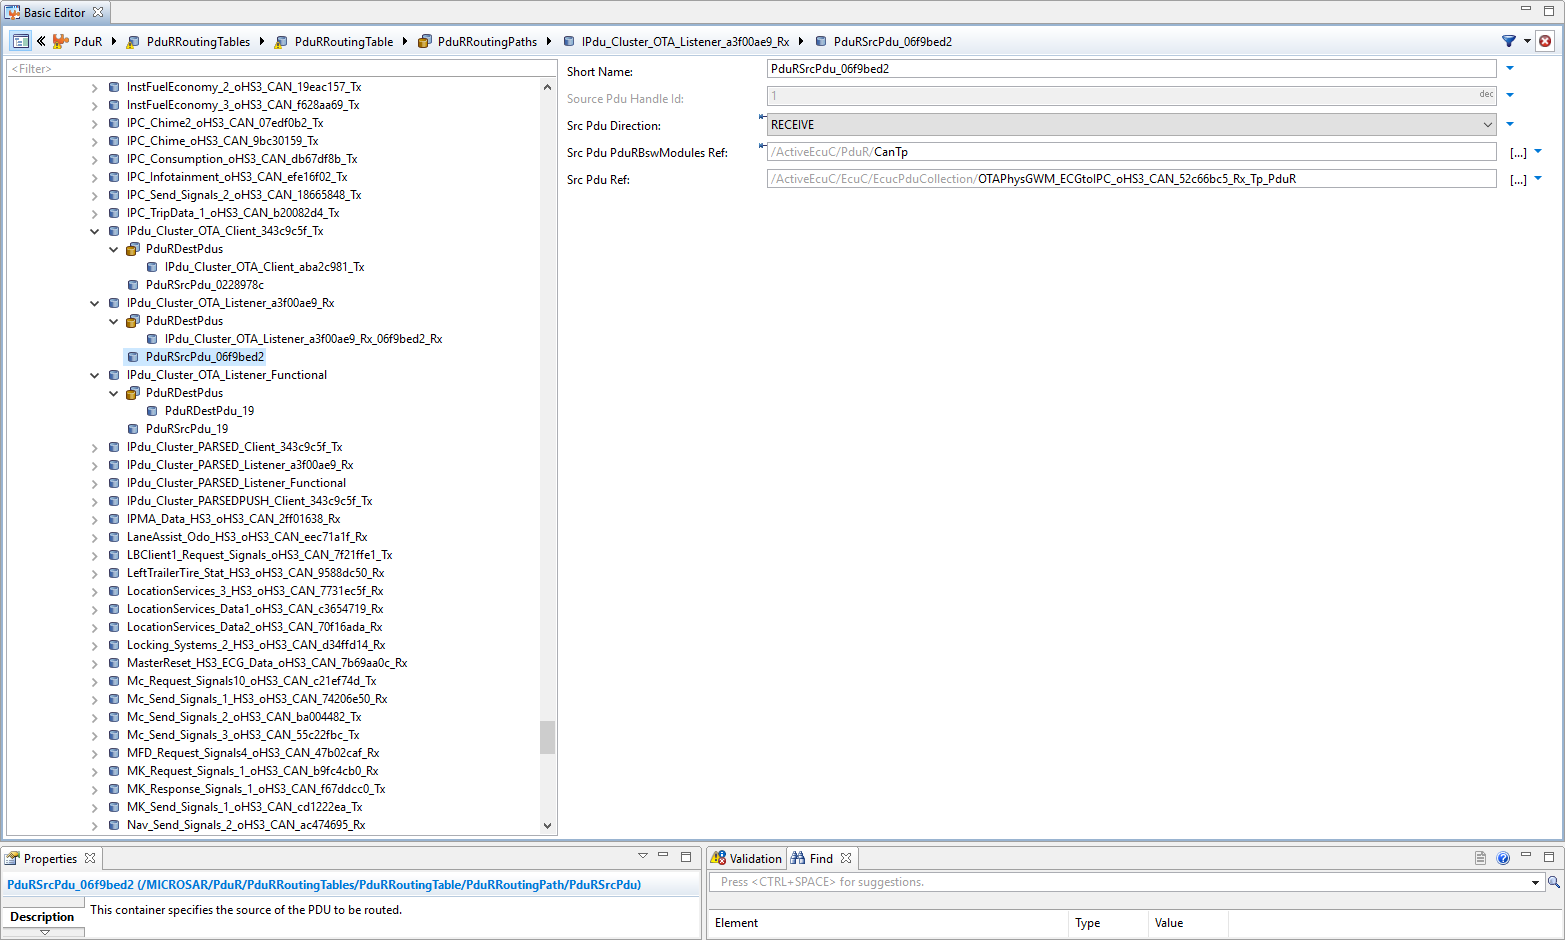 Basic Editor
PduR PduRRoutingTables PduRRoutingTable PduRRoutingPaths IPdu_Cluster_OTA_Listener_a3f00ae9_Rx PduRSrcPdu_06f9bed2
<Filter>
InstFuelEconomy_2_oHS3_CAN_19eac157_Tx
InstFuelEconomy_3_oHS3_CAN_f628aa69_Tx
IPC_Chime2_oHS3_CAN_07edf0b2_Tx
IPC_Chime_oHS3_CAN_9bc30159_Tx
IPC_Consumption_oHS3_CAN_db67df8b_Tx
IPC_Infotainment_oHS3_CAN_efe16f02_Tx
IPC_Send_Signals_2_oHS3_CAN_18665848_Tx
IPC_TripData_1_oHS3_CAN_b20082d4_Tx
IPdu_Cluster_OTA_Client_343c9c5f_Tx
PduRDestPdus
IPdu_Cluster_OTA_Client_aba2c981_Tx
PduRSrcPdu_0228978c
IPdu_Cluster_OTA_Listener_a3f00ae9_Rx
PduRDestPdus
IPdu_Cluster_OTA_Listener_a3f00ae9_Rx_06f9bed2_Rx
PduRSrcPdu_06f9bed2
IPdu_Cluster_OTA_Listener_Functional
PduRDestPdus
PduRDestPdu_19
PduRSrcPdu_19
IPdu_Cluster_PARSED_Client_343c9c5f_Tx
IPdu_Cluster_PARSED_Listener_a3f00ae9_Rx
IPdu_Cluster_PARSED_Listener_Functional
IPdu_Cluster_PARSEDPUSH_Client_343c9c5f_Tx
IPMA_Data_HS3_oHS3_CAN_2ff01638_Rx
LaneAssist_Odo_HS3_oHS3_CAN_eec71a1f_Rx
LBClient1_Request_Signals_oHS3_CAN_7f21ffe1_Tx
LeftTrailerTire_Stat_HS3_oHS3_CAN_9588dc50_Rx
LocationServices_3_HS3_oHS3_CAN_7731ec5f_Rx
LocationServices_Data1_oHS3_CAN_c3654719_Rx
LocationServices_Data2_oHS3_CAN_70f16ada_Rx
Locking_Systems_2_HS3_oHS3_CAN_d34ffd14_Rx
MasterReset_HS3_ECG_Data_oHS3_CAN_7b69aa0c_Rx
Mc_Request_Signals10_oHS3_CAN_c21ef74d_Tx
Mc_Send_Signals_1_HS3_oHS3_CAN_74206e50_Rx
Mc_Send_Signals_2_oHS3_CAN_ba004482_Tx
Mc_Send_Signals_3_oHS3_CAN_55c22fbc_Tx
MFD_Request_Signals4_oHS3_CAN_47b02caf_Rx
MK_Request_Signals_1_oHS3_CAN_b9fc4cb0_Rx
MK_Response_Signals_1_oHS3_CAN_f67ddcc0_Tx
MK_Send_Signals_1_oHS3_CAN_cd1222ea_Tx
Nav_Send_Signals_2_oHS3_CAN_ac474695_Rx
Short Name: PduRSrcPdu_06f9bed2
Source Pdu Handle Id: 1 dec
Src Pdu Direction: RECEIVE
Src Pdu PduRBswModules Ref: /ActiveEcuC/PduR/CanTp [...]
Src Pdu Ref: /ActiveEcuC/EcuC/EcucPduCollection/OTAPhysGWM_ECGtoIPC_oHS3_CAN_52c66bc5_Rx_Tp_PduR [...]
Properties
PduRSrcPdu_06f9bed2 (/MICROSAR/PduR/PduRRoutingTables/PduRRoutingTable/PduRRoutingPath/PduRSrcPdu)
Description This container specifies the source of the PDU to be routed.
Validation Find
Press <CTRL+SPACE> for suggestions.
Element Type Value